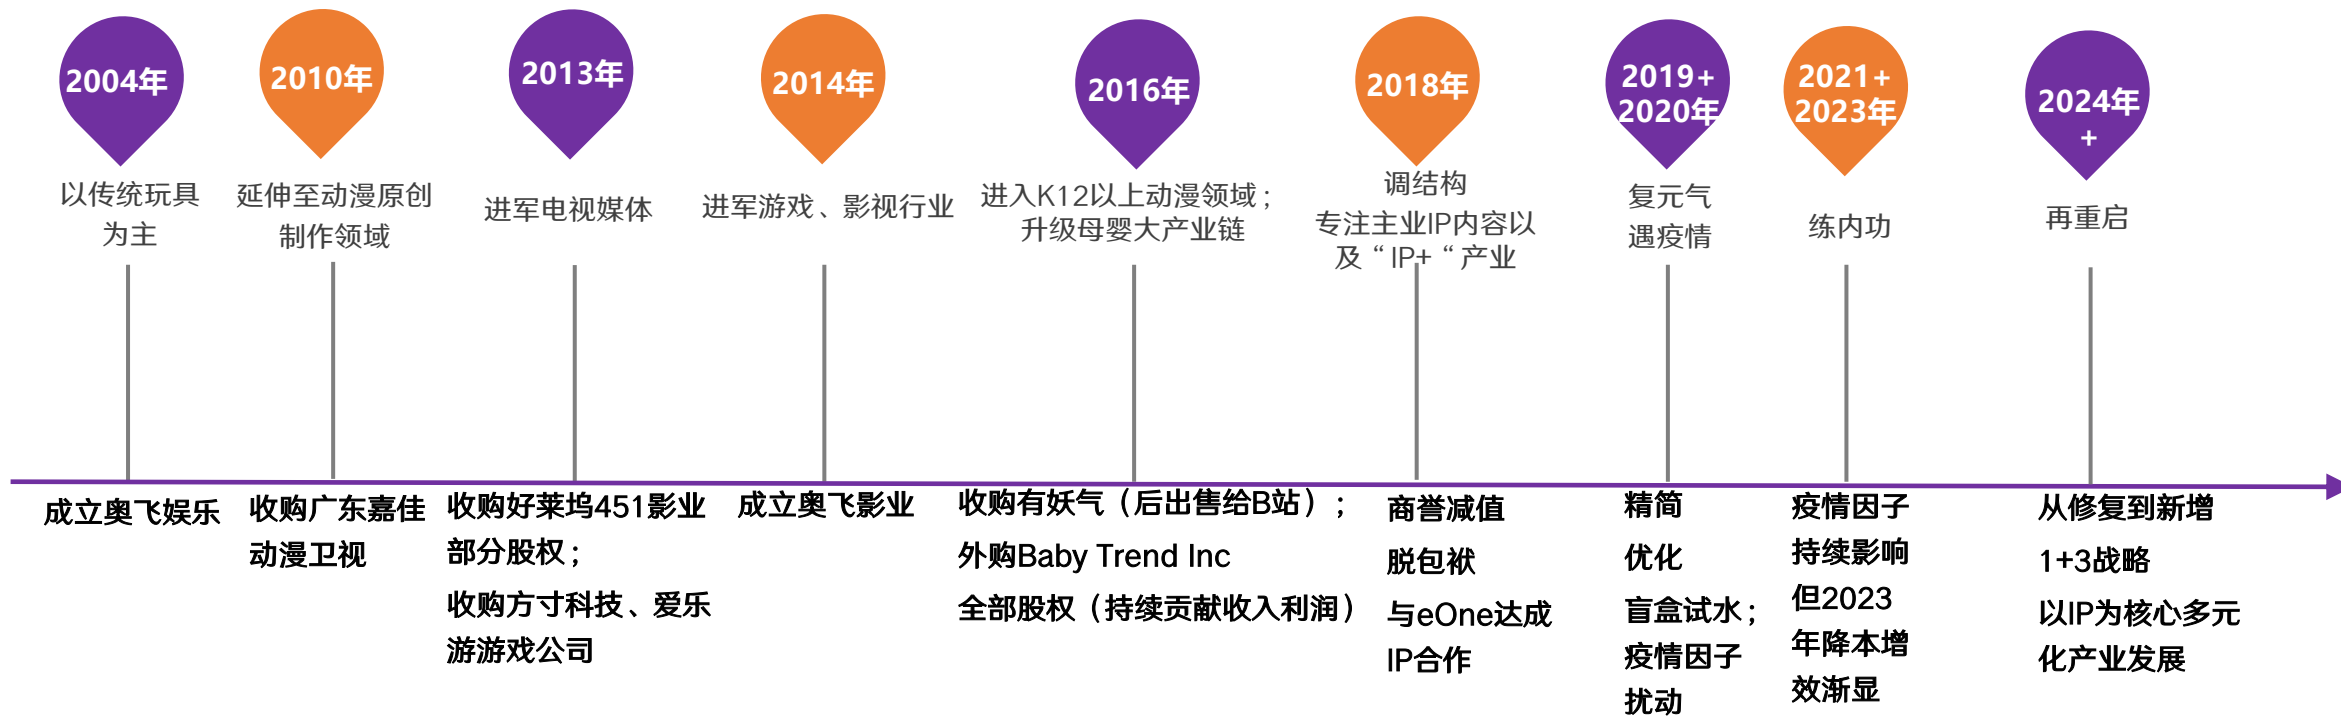 2004年
2010年
2013年
2014年
2016年
2018年
2019+
2020年
2021+
2023年
2024年
+
以传统玩具
为主
延伸至动漫原创
制作领域
进军电视媒体
进军游戏、影视行业
进入K12以上动漫领域；
升级母婴大产业链
调结构
专注主业IP内容以
及“IP+“产业
复元气
遇疫情
练内功
再重启
成立奥飞娱乐
收购广东嘉佳
动漫卫视
收购好莱坞451影业
部分股权；
收购方寸科技、爱乐
游游戏公司
成立奥飞影业
收购有妖气（后出售给B站）；
外购Baby Trend Inc
全部股权（持续贡献收入利润）
商誉减值
脱包袱
与eOne达成
IP合作
精简
优化
盲盒试水；
疫情因子
扰动
疫情因子
持续影响
但2023
年降本增
效渐显
从修复到新增
1+3战略
以IP为核心多元
化产业发展